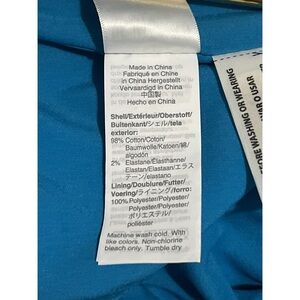 Made in China
Fabriqué en Chine
in China Hergestellt
Vervaardigd in China
中国製
Hecho en China
Shell/Extérieur/Oberstoff/
Buitenkant/シェル/tela
exterior:
98% Cotton/Coton/
Baumwolle/Katoen/綿/
algodón
2% Elastane/Élasthanne/
Elastan/Elastaan/エラス
テーン/elastano
Lining/Doublure/Futter/
Voering/ライニング/forro:
100% Polyester/Polyester/
Polyester/Polyester/
ポリエステル/
poliéster
Machine wash cold. With
like colors. Non-chlorine
bleach only. Tumble dry
WASHING OR WEARING
O USAR